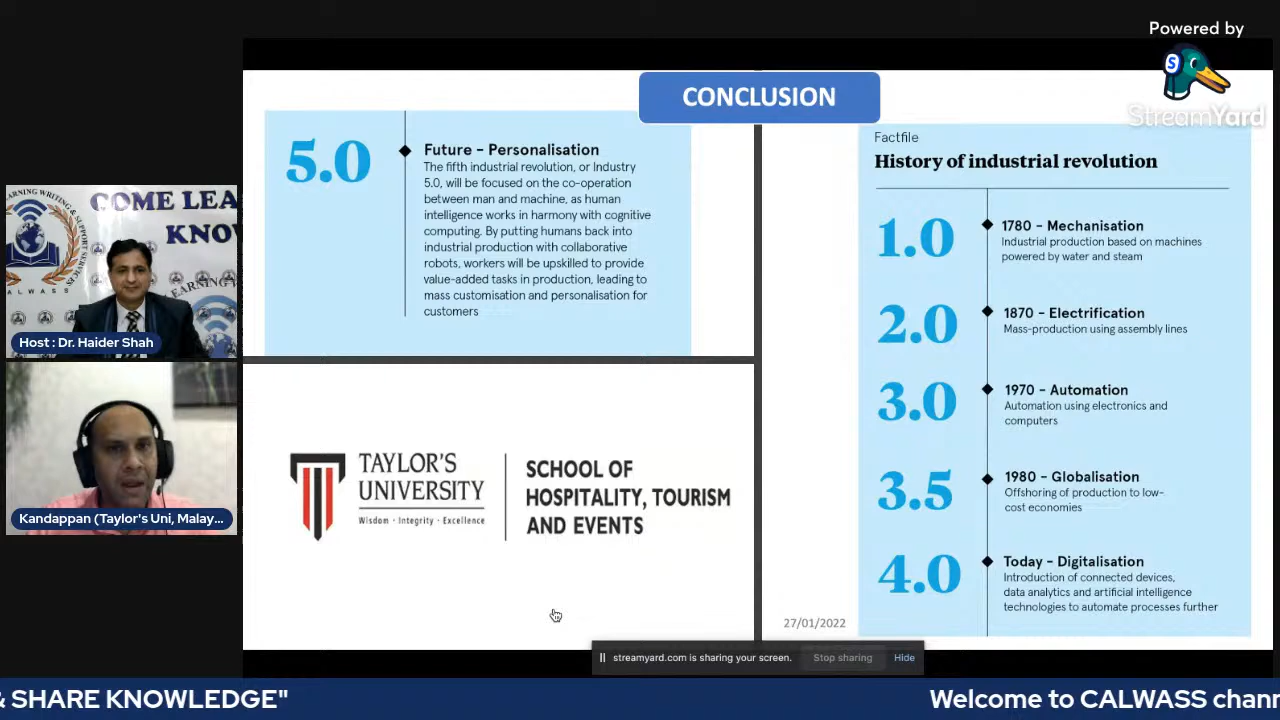 Powered by
StreamYard
CONCLUSION
5.0
Future – Personalisation
The fifth industrial revolution, or Industry
5.0, will be focused on the co-operation
between man and machine, as human
intelligence works in harmony with cognitive
computing. By putting humans back into
industrial production with collaborative
robots, workers will be upskilled to provide
value-added tasks in production, leading to
mass customisation and personalisation for
customers
Factfile
History of industrial revolution
1.0
1780 – Mechanisation
Industrial production based on machines
powered by water and steam
2.0
1870 – Electrification
Mass-production using assembly lines
3.0
1970 – Automation
Automation using electronics and
computers
3.5
1980 – Globalisation
Offshoring of production to low-
cost economies
4.0
Today – Digitalisation
Introduction of connected devices,
data analytics and artificial intelligence
technologies to automate processes further
27/01/2022
COME LEA
KNOW
CALWASS
Host : Dr. Haider Shah
Kandappan (Taylor's Uni, Malay...
TAYLOR'S
UNIVERSITY
Wisdom · Integrity · Excellence
SCHOOL OF
HOSPITALITY, TOURISM
AND EVENTS
streamyard.com is sharing your screen.
Stop sharing
Hide
& SHARE KNOWLEDGE"
Welcome to CALWASS chann